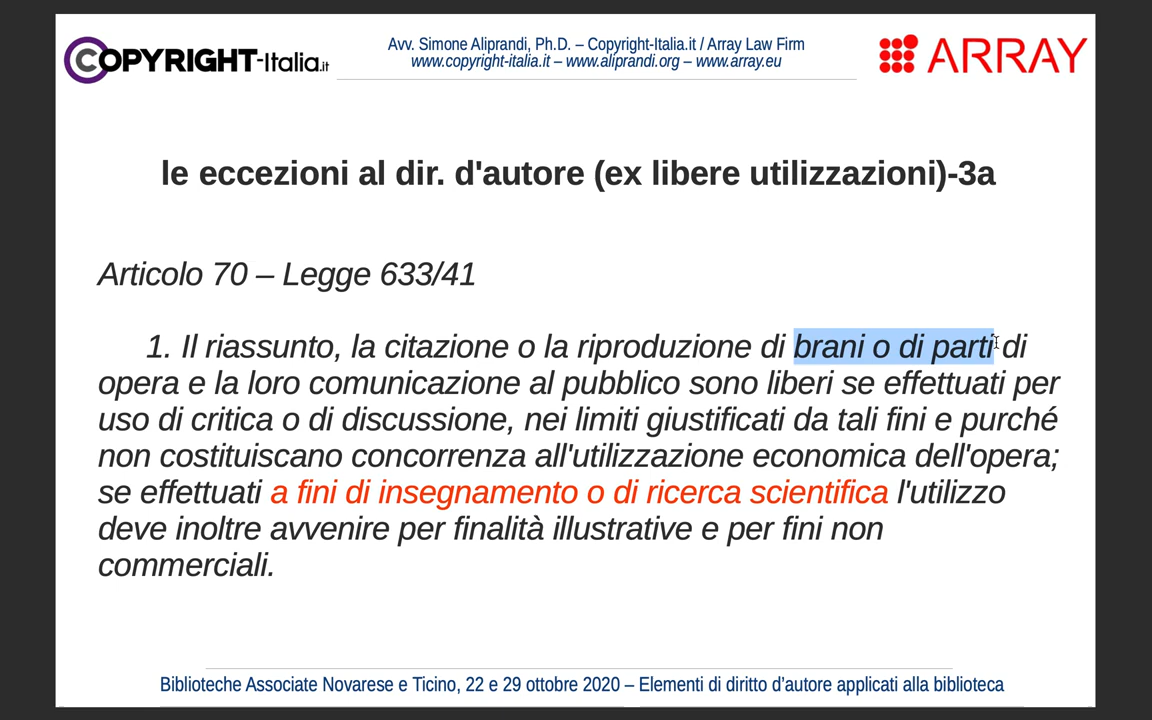 COPYRIGHT-Italia.it
Avv. Simone Aliprandi, Ph.D. – Copyright-Italia.it / Array Law Firm
www.copyright-italia.it – www.aliprandi.org – www.array.eu
ARRAY
le eccezioni al dir. d'autore (ex libere utilizzazioni)-3a
Articolo 70 – Legge 633/41
1. Il riassunto, la citazione o la riproduzione di brani o di parti di
opera e la loro comunicazione al pubblico sono liberi se effettuati per
uso di critica o di discussione, nei limiti giustificati da tali fini e purché
non costituiscano concorrenza all'utilizzazione economica dell'opera;
se effettuati a fini di insegnamento o di ricerca scientifica l'utilizzo
deve inoltre avvenire per finalità illustrative e per fini non
commerciali.
Biblioteche Associate Novarese e Ticino, 22 e 29 ottobre 2020 – Elementi di diritto d’autore applicati alla biblioteca